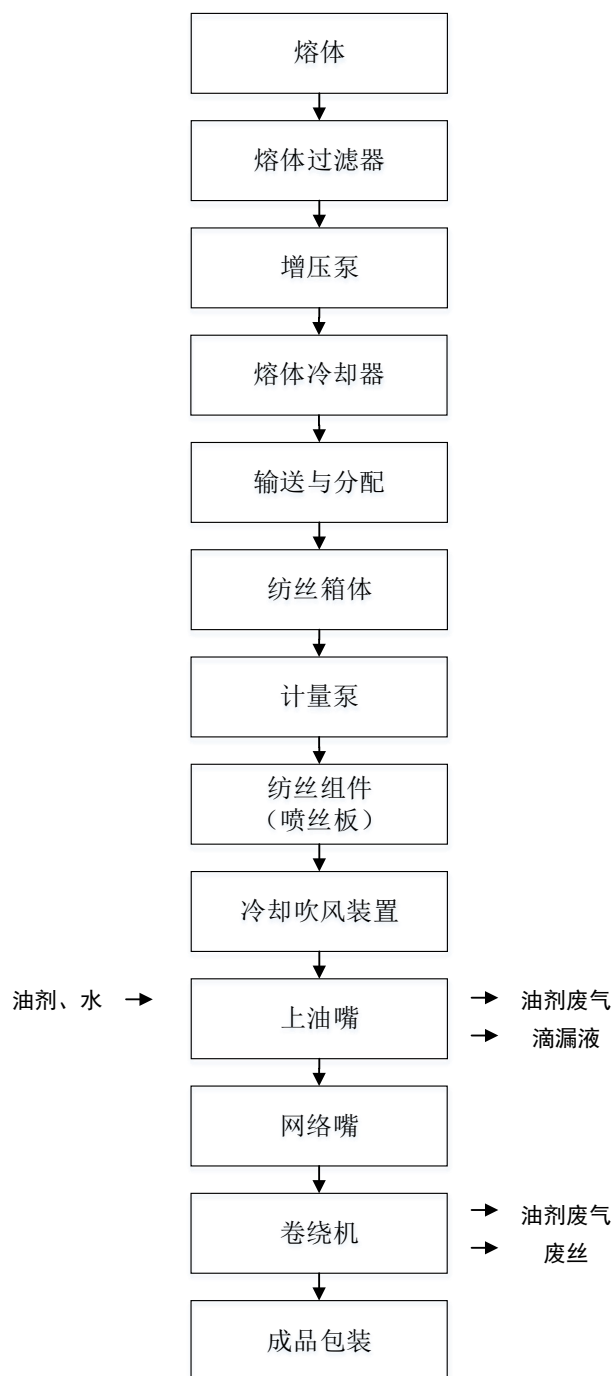 熔体
熔体过滤器
增压泵
熔体冷却器
输送与分配
纺丝箱体
计量泵
纺丝组件
（喷丝板）
冷却吹风装置
油剂、水
上油嘴
油剂废气
滴漏液
网络嘴
卷绕机
油剂废气
废丝
成品包装